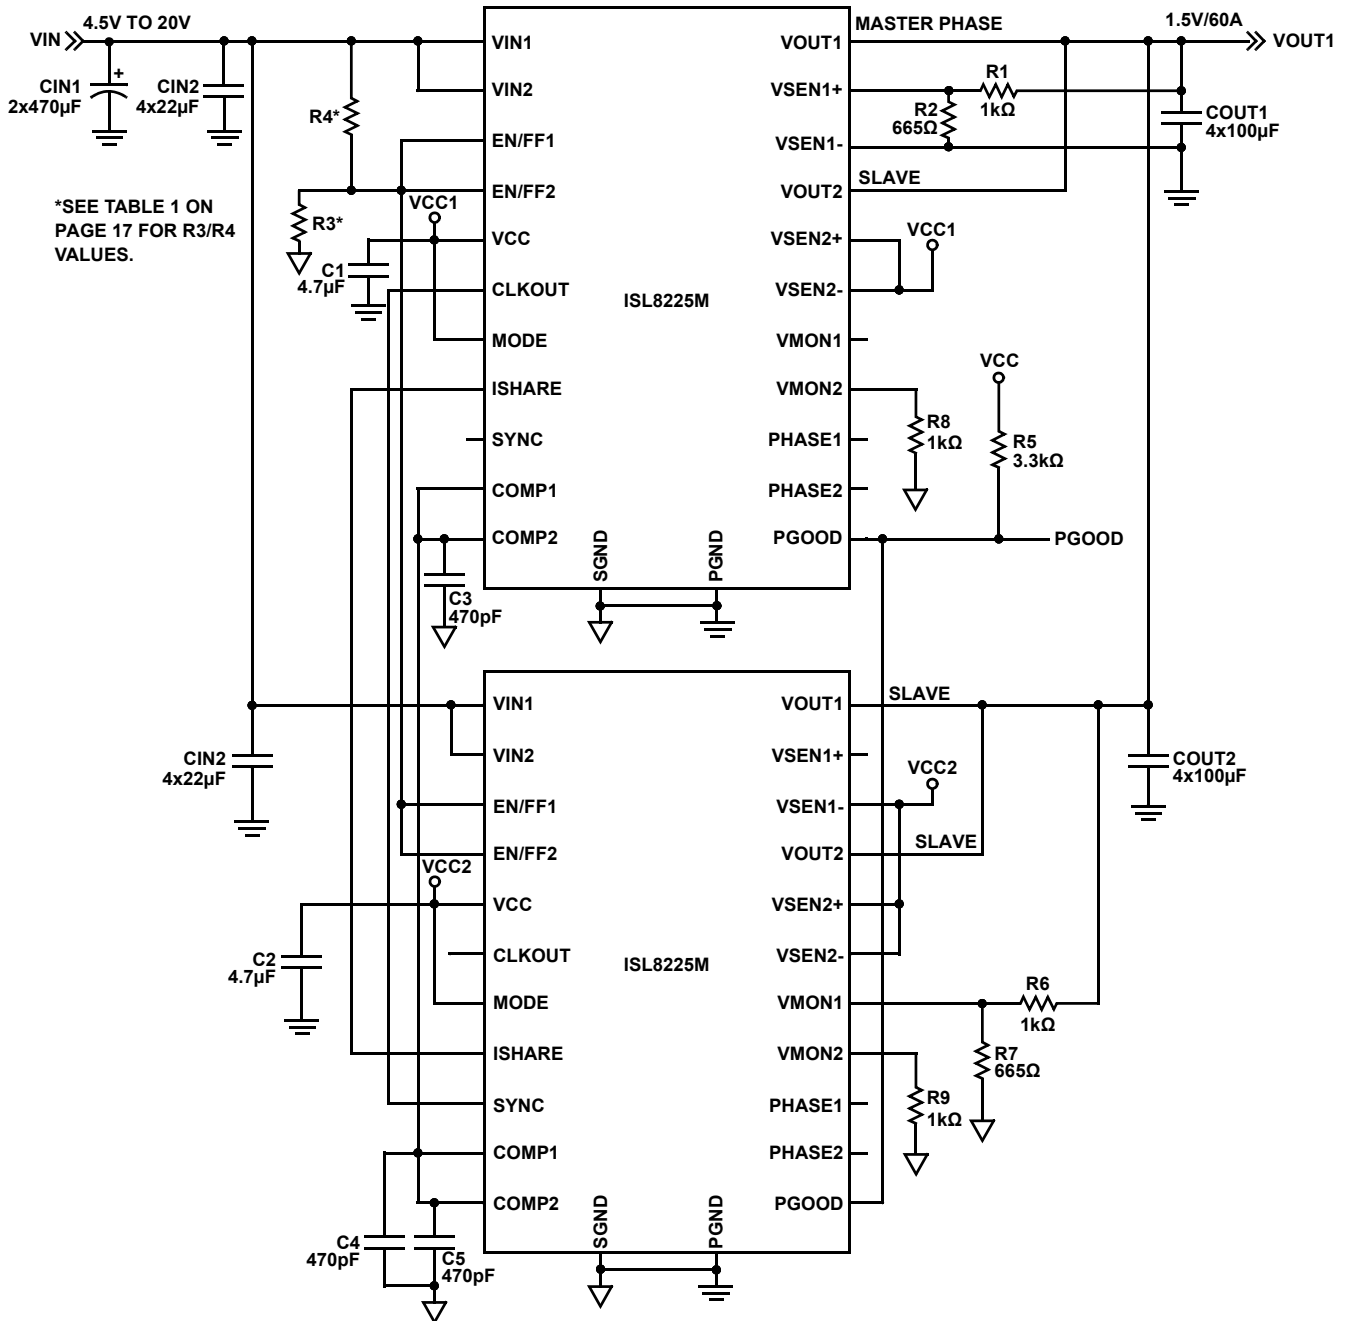 4.5V TO 20V
VIN
CIN1
+
2x470µF
CIN2
4x22µF
R4*
*SEE TABLE 1 ON
PAGE 17 FOR R3/R4
VALUES.
R3*
VCC1
C1
4.7µF
VIN1
VIN2
EN/FF1
EN/FF2
VCC
CLKOUT
MODE
ISHARE
SYNC
COMP1
COMP2
C3
470pF
ISL8225M
SGND
PGND
VOUT1
VSEN1+
VSEN1-
VOUT2
VSEN2+
VSEN2-
VMON1
VMON2
PHASE1
PHASE2
PGOOD
MASTER PHASE
1.5V/60A
VOUT1
R1
1kΩ
R2
665Ω
COUT1
4x100µF
SLAVE
VCC1
VCC
R8
1kΩ
R5
3.3kΩ
PGOOD
CIN2
4x22µF
VCC2
C2
4.7µF
VIN1
VIN2
EN/FF1
EN/FF2
VCC
CLKOUT
MODE
ISHARE
SYNC
COMP1
COMP2
C4
470pF
C5
470pF
ISL8225M
SGND
PGND
VOUT1
VSEN1+
VSEN1-
VOUT2
VSEN2+
VSEN2-
VMON1
VMON2
PHASE1
PHASE2
PGOOD
SLAVE
VCC2
COUT2
4x100µF
SLAVE
R6
1kΩ
R7
665Ω
R9
1kΩ